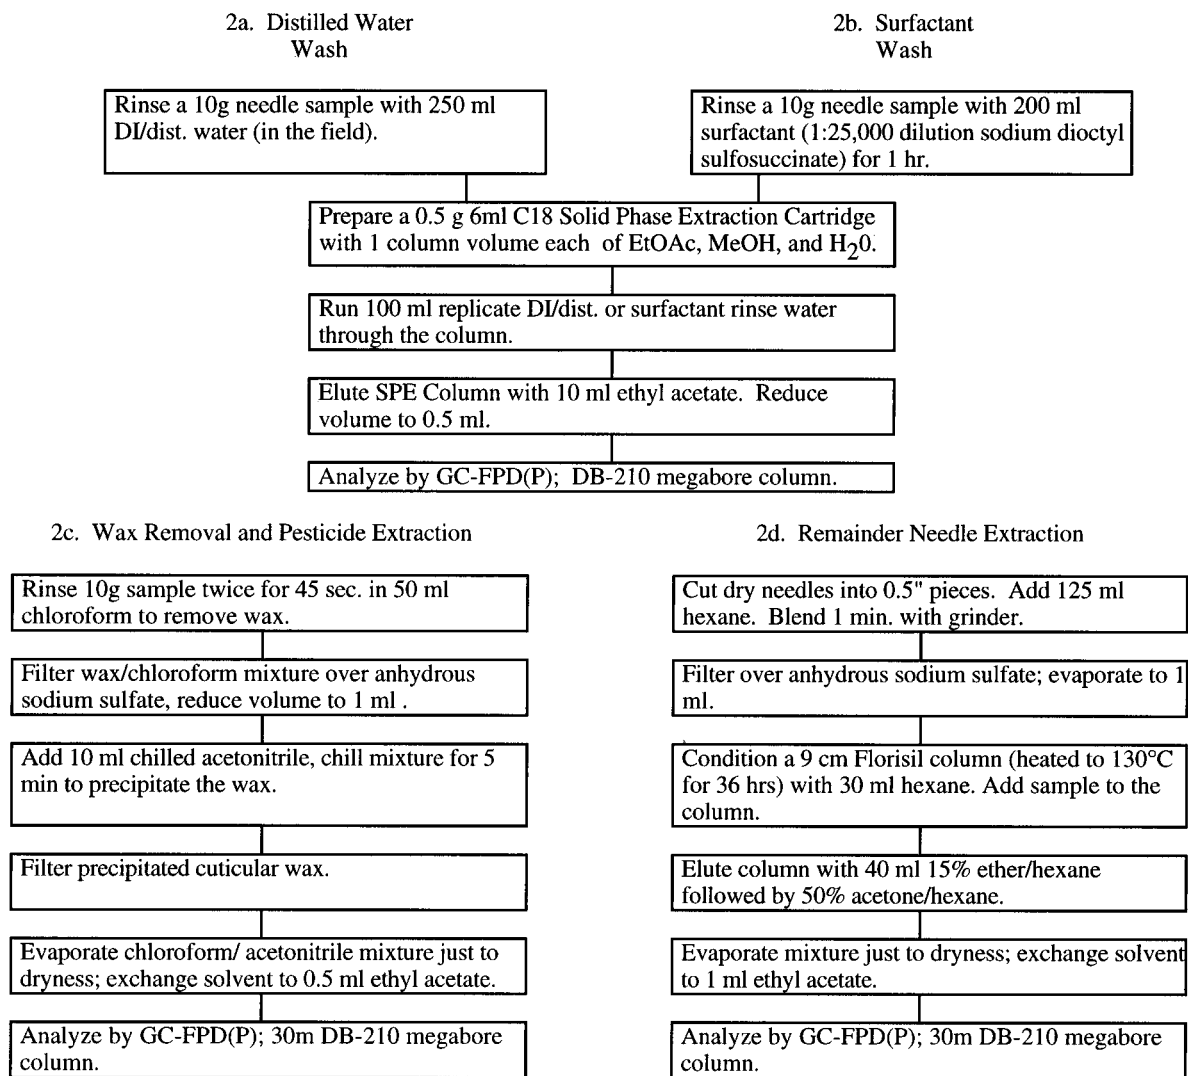 2a. Distilled Water
Wash
2b. Surfactant
Wash
Rinse a 10g needle sample with 250 ml
DI/dist. water (in the field).
Rinse a 10g needle sample with 200 ml
surfactant (1:25,000 dilution sodium dioctyl
sulfosuccinate) for 1 hr.
Prepare a 0.5 g 6ml C18 Solid Phase Extraction Cartridge
with 1 column volume each of EtOAc, MeOH, and H20.
Run 100 ml replicate DI/dist. or surfactant rinse water
through the column.
Elute SPE Column with 10 ml ethyl acetate. Reduce
volume to 0.5 ml.
Analyze by GC-FPD(P); DB-210 megabore column.
2c. Wax Removal and Pesticide Extraction
Rinse 10g sample twice for 45 sec. in 50 ml
chloroform to remove wax.
Filter wax/chloroform mixture over anhydrous
sodium sulfate, reduce volume to 1 ml .
Add 10 ml chilled acetonitrile, chill mixture for 5
min to precipitate the wax.
Filter precipitated cuticular wax.
Evaporate chloroform/ acetonitrile mixture just to
dryness; exchange solvent to 0.5 ml ethyl acetate.
Analyze by GC-FPD(P); 30m DB-210 megabore
column.
2d. Remainder Needle Extraction
Cut dry needles into 0.5" pieces. Add 125 ml
hexane. Blend 1 min. with grinder.
Filter over anhydrous sodium sulfate; evaporate to 1
ml.
Condition a 9 cm Florisil column (heated to 130°C
for 36 hrs) with 30 ml hexane. Add sample to the
column.
Elute column with 40 ml 15% ether/hexane
followed by 50% acetone/hexane.
Evaporate mixture just to dryness; exchange solvent
to 1 ml ethyl acetate.
Analyze by GC-FPD(P); 30m DB-210 megabore
column.